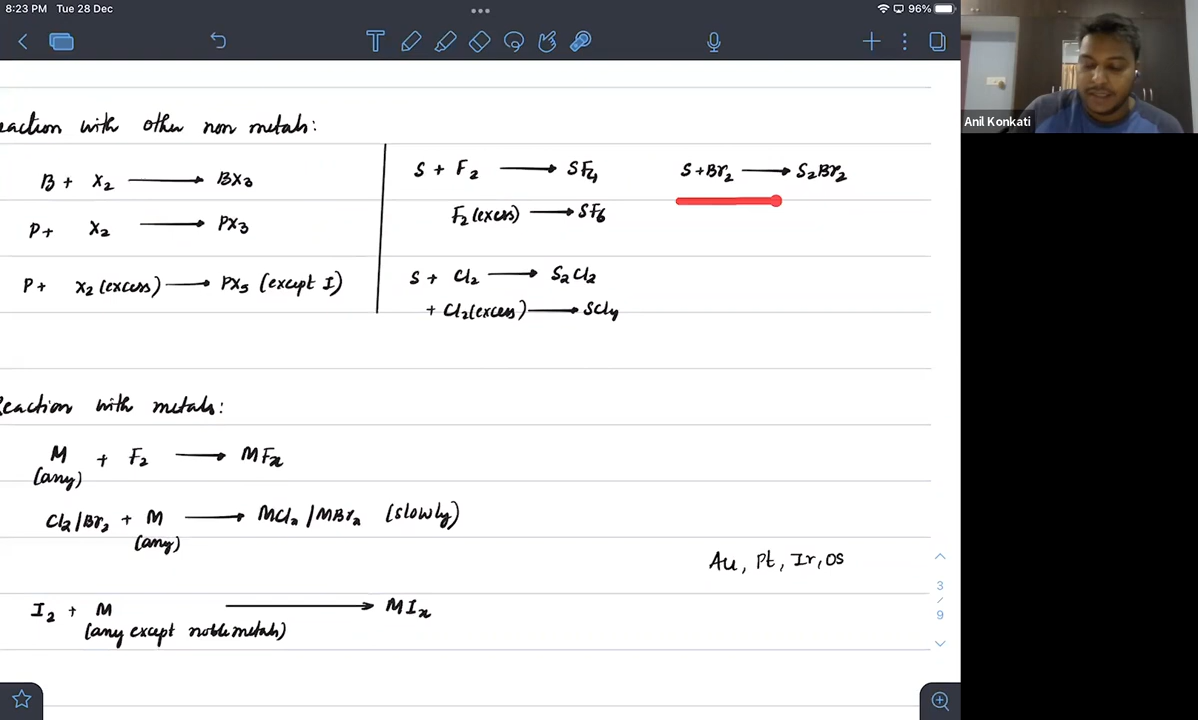 8:23 PM Tue 28 Dec
96%
Anil Konkati
eaction with other non metals:
B + X₂ ⟶ BX₃
P + X₂ ⟶ PX₃
P + X₂ (excess) ⟶ PX₅ (except I)
S + F₂ ⟶ SF₄
F₂ (excess) ⟶ SF₆
S + Cl₂ ⟶ S₂Cl₂
+ Cl₂ (excess) ⟶ SCl₄
S + Br₂ ⟶ S₂Br₂
Reaction with metals:
M + F₂ ⟶ MFₓ
(any)
Cl₂/Br₂ + M ⟶ MClₓ/MBrₓ (slowly)
(any)
Au, Pt, Ir, Os
I₂ + M ⟶ MIₓ
(any except noble metals)
3
/
9